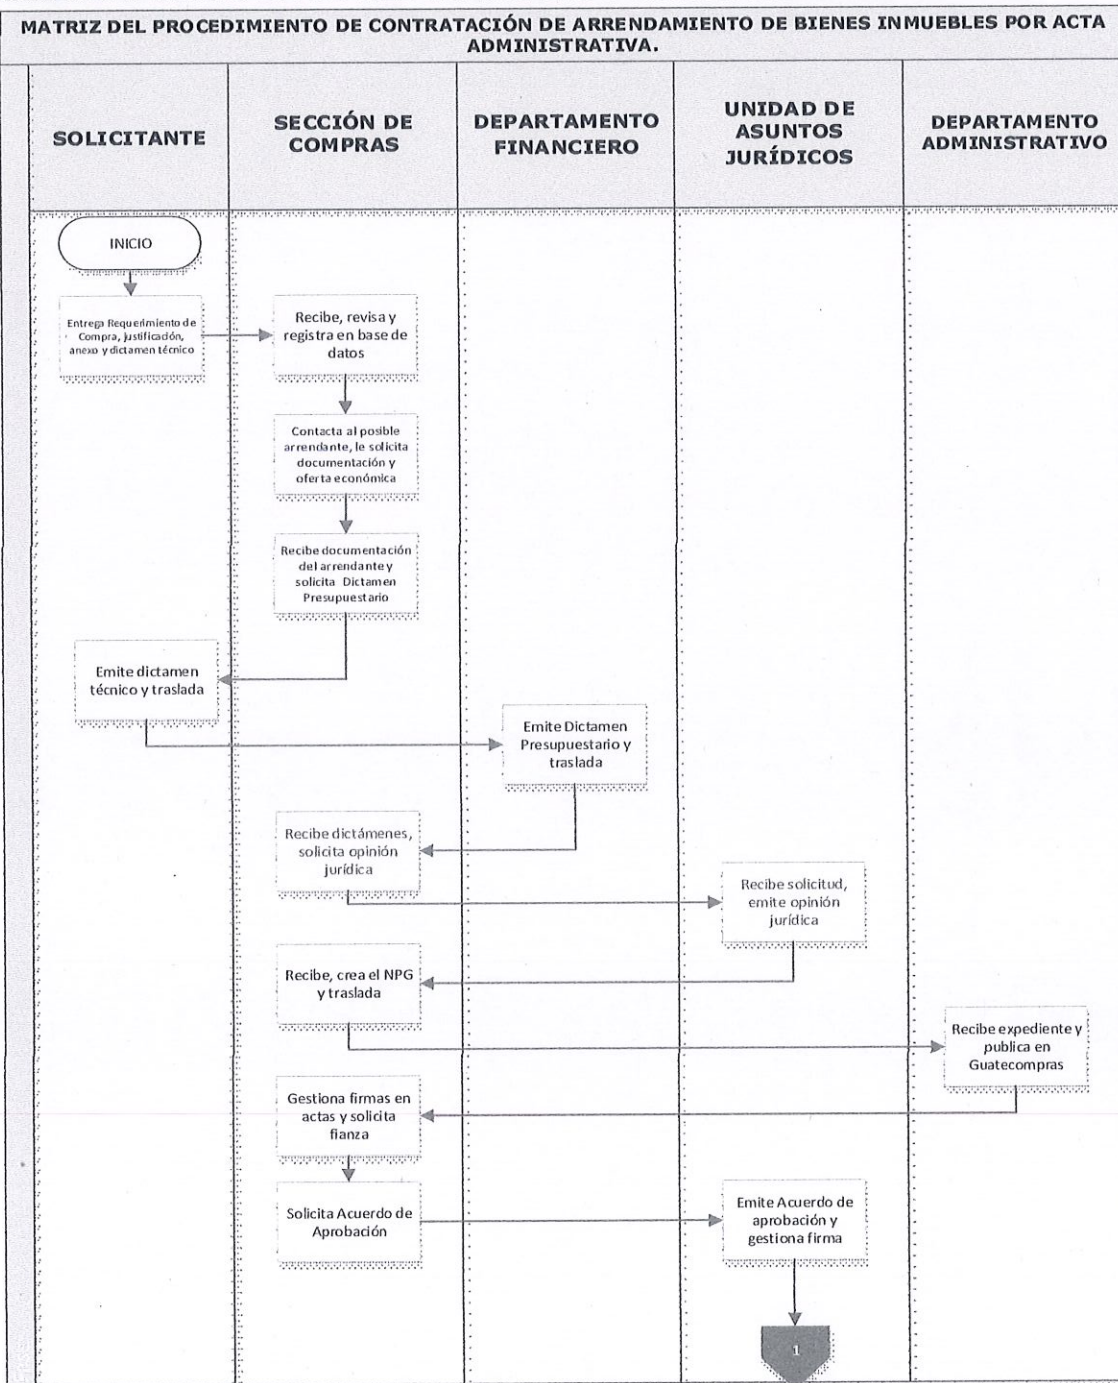 MATRIZ DEL PROCEDIMIENTO DE CONTRATACIÓN DE ARRENDAMIENTO DE BIENES INMUEBLES POR ACTA
ADMINISTRATIVA.
SOLICITANTE
SECCIÓN DE
COMPRAS
DEPARTAMENTO
FINANCIERO
UNIDAD DE
ASUNTOS
JURÍDICOS
DEPARTAMENTO
ADMINISTRATIVO
INICIO
Entrega Requerimiento de
Compra, justificación,
anexo y dictamen técnico
Recibe, revisa y
registra en base de
datos
Contacta al posible
arrendante, le solicita
documentación y
oferta económica
Recibe documentación
del arrendante y
solicita Dictamen
Presupuestario
Emite dictamen
técnico y traslada
Emite Dictamen
Presupuestario y
traslada
Recibe dictámenes,
solicita opinión
jurídica
Recibe solicitud,
emite opinión
jurídica
Recibe, crea el NPG
y traslada
Recibe expediente y
publica en
Guatecompras
Gestiona firmas en
actas y solicita
fianza
Solicita Acuerdo de
Aprobación
Emite Acuerdo de
aprobación y
gestiona firma
1